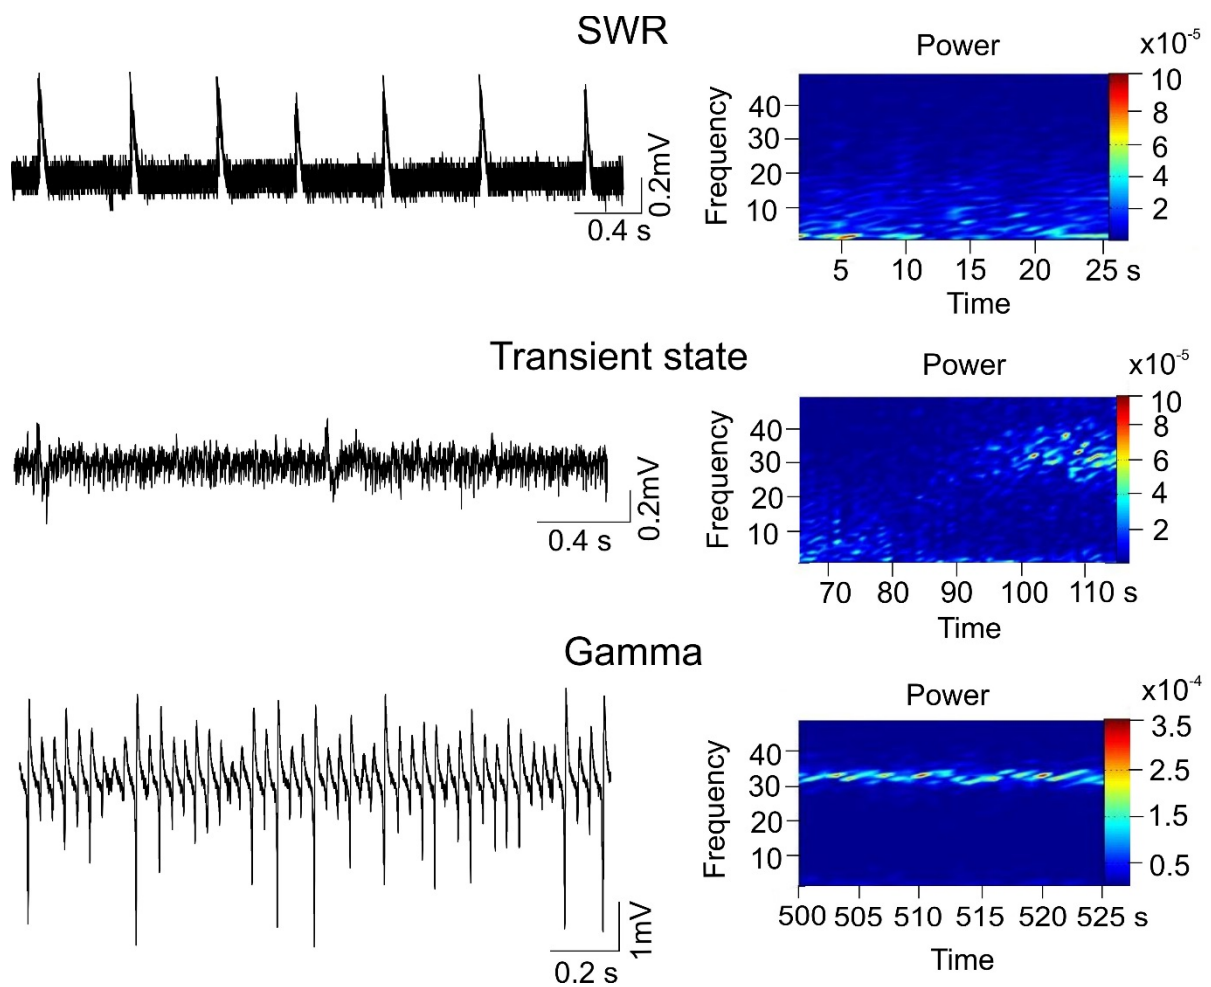 SWR
0.2mV
0.4 s
Power
x10-5
Frequency
40
30
20
10
10
8
6
4
2
5 10 15 20 25 s
Time
Transient state
0.2mV
0.4 s
Power
x10-5
Frequency
40
30
20
10
10
8
6
4
2
70 80 90 100 110 s
Time
Gamma
1mV
0.2 s
Power
x10-4
Frequency
40
30
20
10
3.5
2.5
1.5
0.5
500 505 510 515 520 525 s
Time